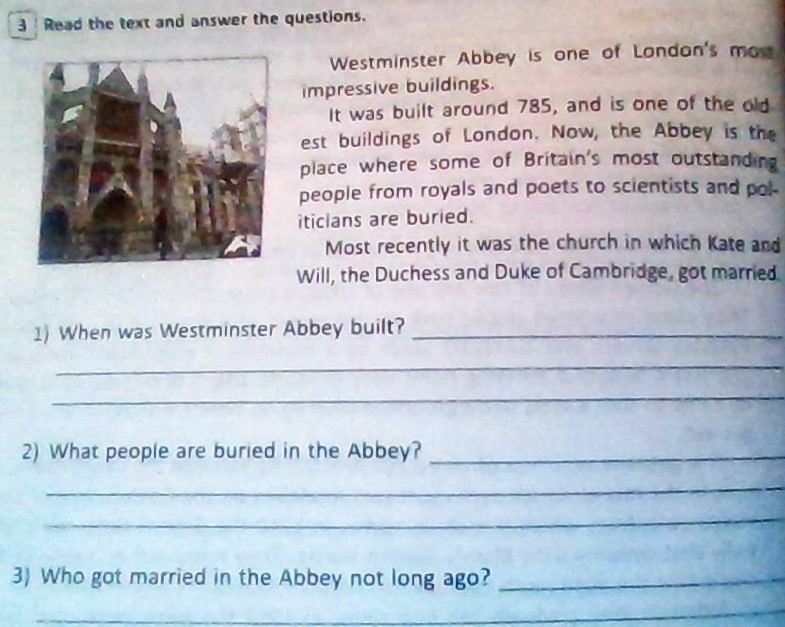 3 Read the text and answer the questions.
Westminster Abbey is one of London's most
impressive buildings.
It was built around 785, and is one of the old-
est buildings of London. Now, the Abbey is the
place where some of Britain's most outstanding
people from royals and poets to scientists and pol-
iticians are buried.
Most recently it was the church in which Kate and
Will, the Duchess and Duke of Cambridge, got married.
1) When was Westminster Abbey built?
2) What people are buried in the Abbey?
3) Who got married in the Abbey not long ago?